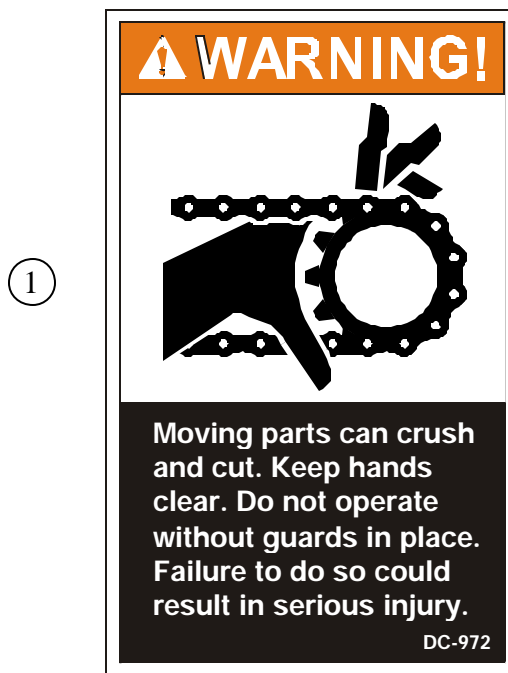 WARNING!
1
Moving parts can crush
and cut. Keep hands
clear. Do not operate
without guards in place.
Failure to do so could
result in serious injury.
DC-972